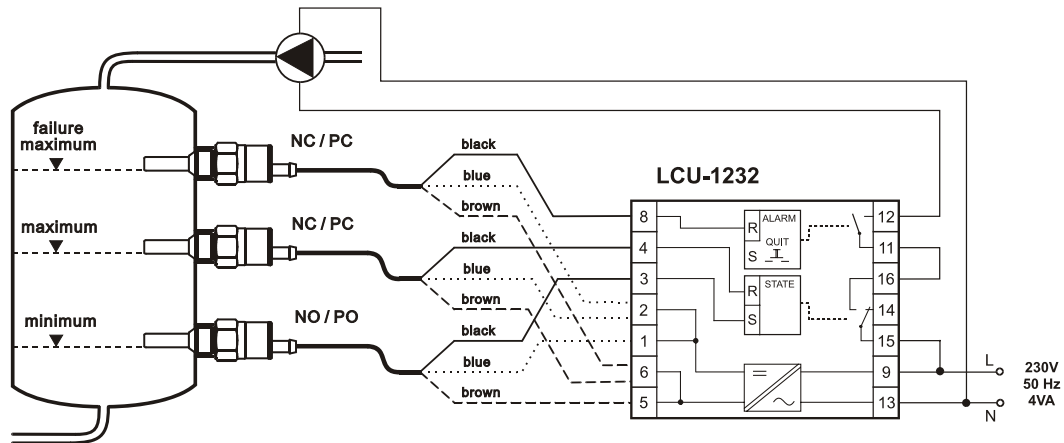 failure
maximum
NC / PC
black
blue
brown
maximum
NC / PC
black
blue
brown
minimum
NO / PO
black
blue
brown
LCU-1232
8
4
3
2
1
6
5
R
S
ALARM
QUIT
R
S
STATE
12
11
16
14
15
9
13
L
N
230V
50 Hz
4VA